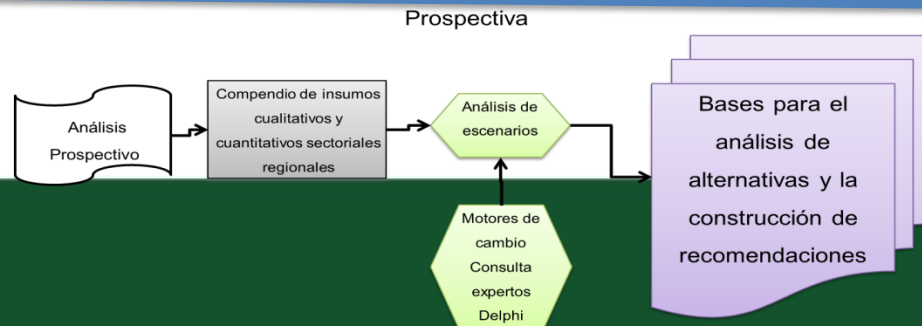 Prospectiva
Análisis
Prospectivo
Compendio de insumos
cualitativos y
cuantitativos sectoriales
regionales
Análisis de
escenarios
Motores de
cambio
Consulta
expertos
Delphi
Bases para el
análisis de
alternativas y la
construcción de
recomendaciones